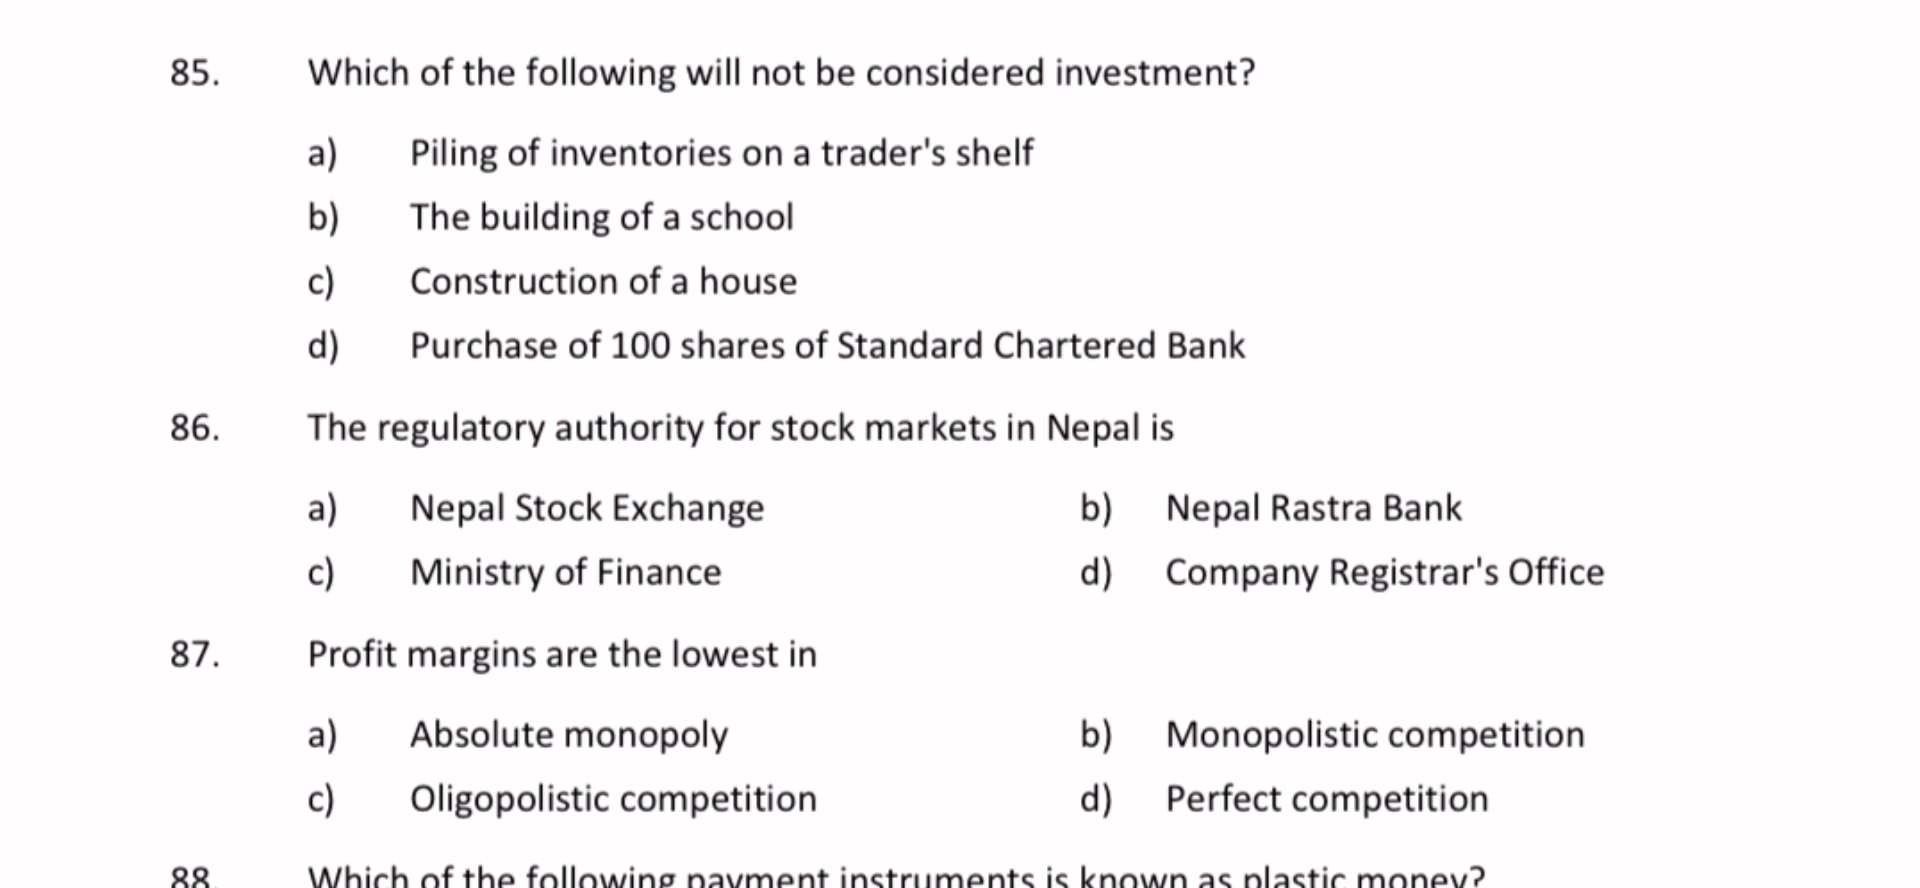 85. Which of the following will not be considered investment?
a) Piling of inventories on a trader's shelf
b) The building of a school
c) Construction of a house
d) Purchase of 100 shares of Standard Chartered Bank
86. The regulatory authority for stock markets in Nepal is
a) Nepal Stock Exchange b) Nepal Rastra Bank
c) Ministry of Finance d) Company Registrar's Office
87. Profit margins are the lowest in
a) Absolute monopoly b) Monopolistic competition
c) Oligopolistic competition d) Perfect competition
88. Which of the following payment instruments is known as plastic money?